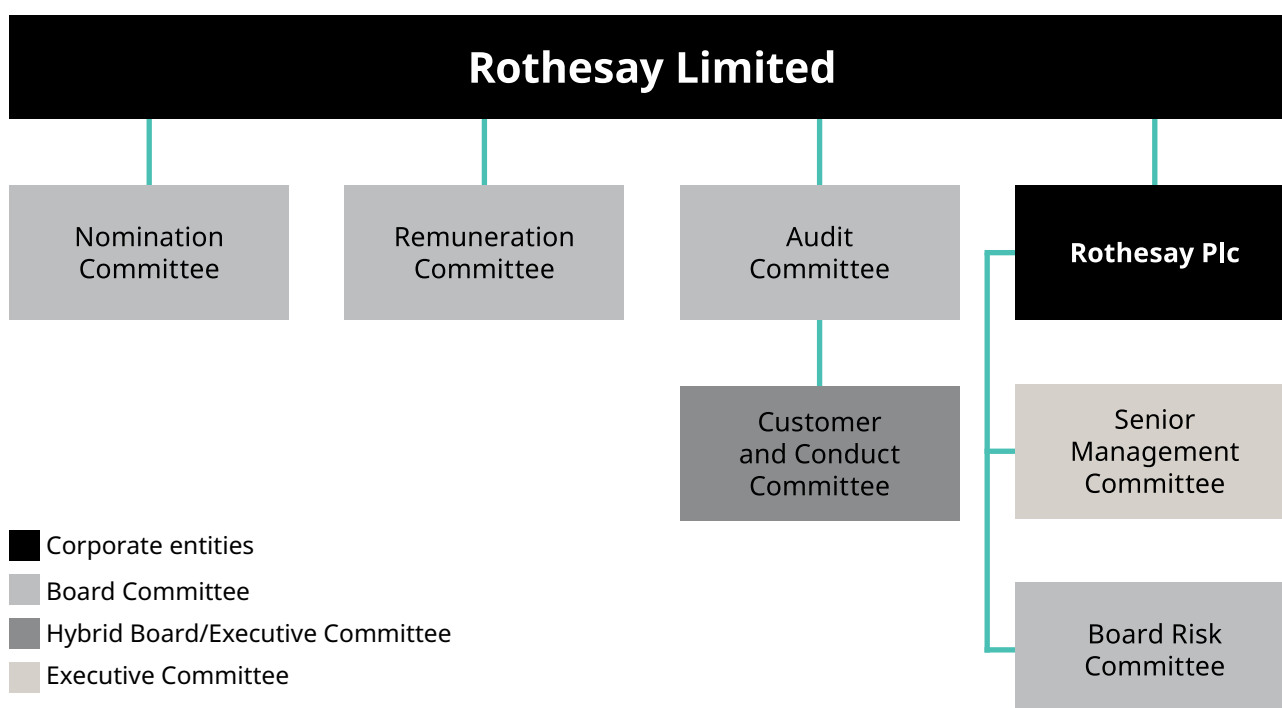 Rothesay Limited
Nomination
Committee
Remuneration
Committee
Audit
Committee
Rothesay Plc
Customer
and Conduct
Committee
Senior
Management
Committee
Board Risk
Committee
Corporate entities
Board Committee
Hybrid Board/Executive Committee
Executive Committee